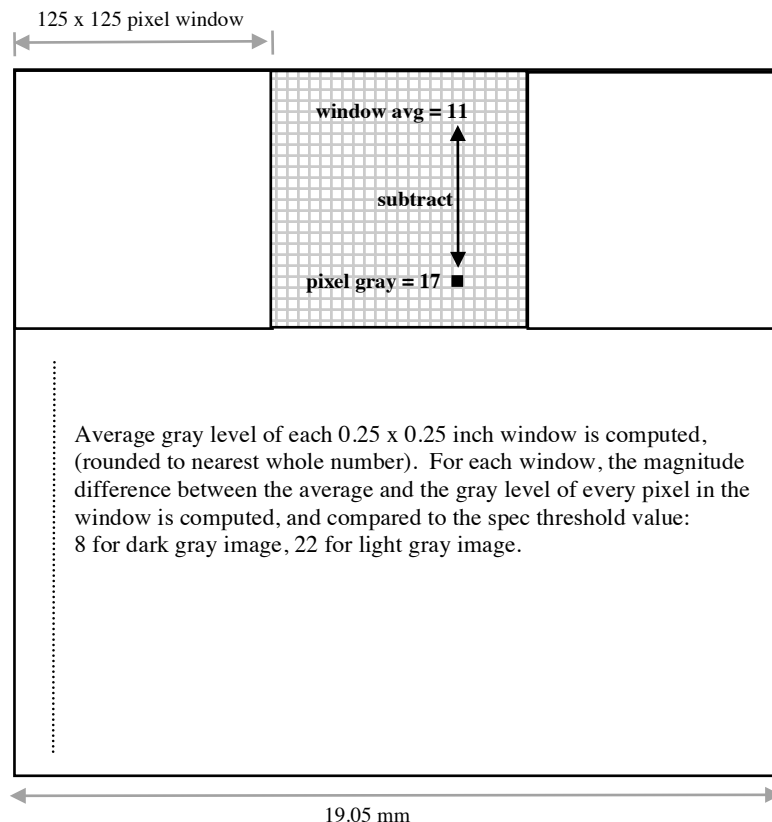 125 x 125 pixel window
window avg = 11
subtract
pixel gray = 17
Average gray level of each 0.25 x 0.25 inch window is computed,
(rounded to nearest whole number).  For each window, the magnitude
difference between the average and the gray level of every pixel in the
window is computed, and compared to the spec threshold value:
8 for dark gray image, 22 for light gray image.
19.05 mm